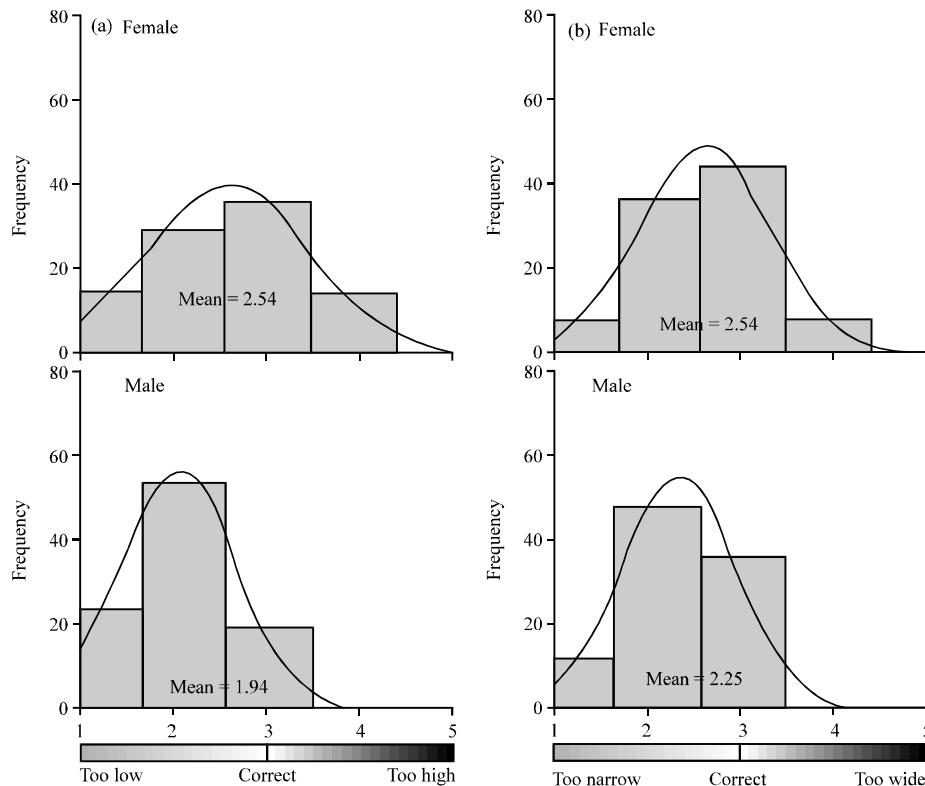 (a) Female
80
60
40
20
0
Frequency
Mean = 2.54
(b) Female
80
60
40
20
0
Frequency
Mean = 2.54
Male
80
60
40
20
0
Frequency
Mean = 1.94
1 2 3 4 5
Too low Correct Too high
Male
80
60
40
20
0
Frequency
Mean = 2.25
1 2 3 4 5
Too narrow Correct Too wide